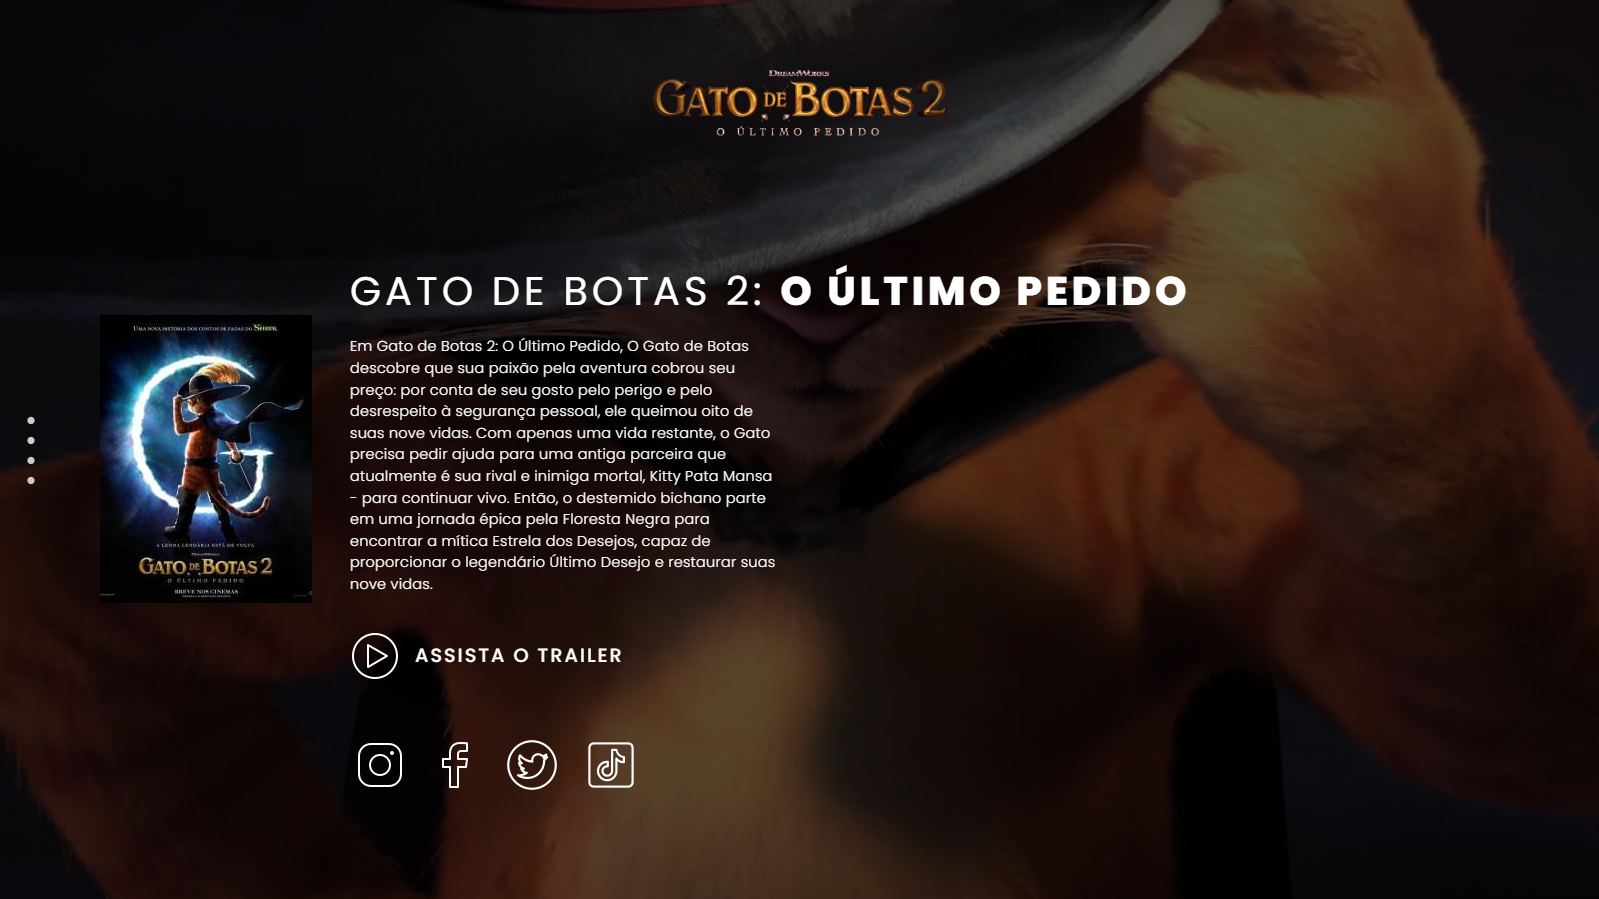 DREAMWORKS
GATO DE BOTAS 2
O ÚLTIMO PEDIDO
GATO DE BOTAS 2: O ÚLTIMO PEDIDO
UMA NOVA HISTÓRIA DOS CONTOS DE FADAS DO SHREK
A LENDA LENDÁRIA ESTÁ DE VOLTA
DREAMWORKS
GATO DE BOTAS 2
O ÚLTIMO PEDIDO
BREVE NOS CINEMAS
Em Gato de Botas 2: O Último Pedido, O Gato de Botas
descobre que sua paixão pela aventura cobrou seu
preço: por conta de seu gosto pelo perigo e pelo
desrespeito à segurança pessoal, ele queimou oito de
suas nove vidas. Com apenas uma vida restante, o Gato
precisa pedir ajuda para uma antiga parceira que
atualmente é sua rival e inimiga mortal, Kitty Pata Mansa
- para continuar vivo. Então, o destemido bichano parte
em uma jornada épica pela Floresta Negra para
encontrar a mítica Estrela dos Desejos, capaz de
proporcionar o legendário Último Desejo e restaurar suas
nove vidas.
ASSISTA O TRAILER